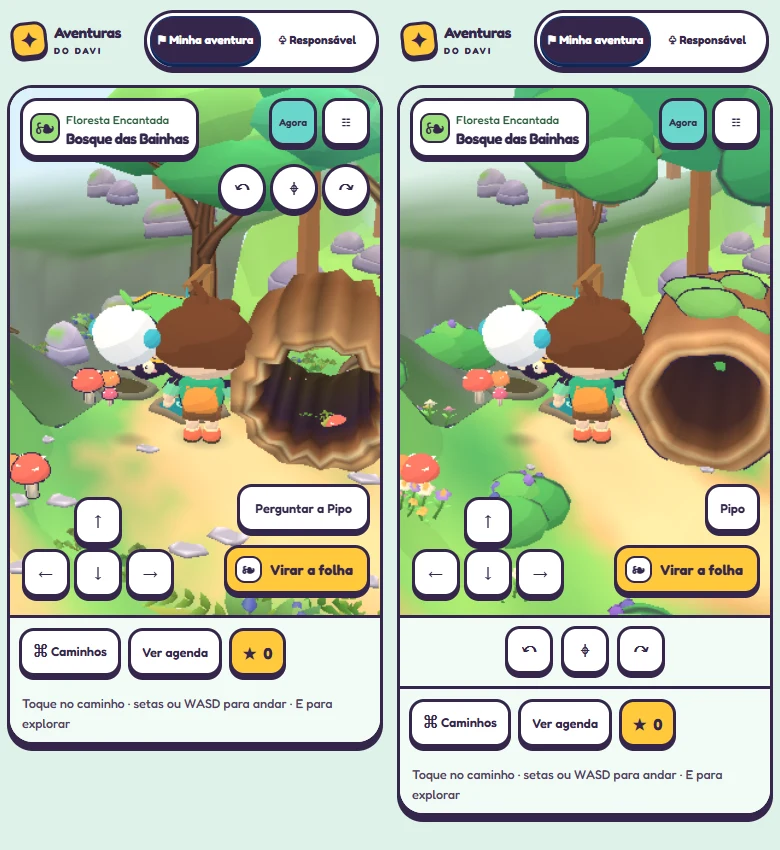 Aventuras
DO DAVI
Minha aventura
Responsável
Floresta Encantada
Bosque das Bainhas
Agora
Perguntar a Pipo
Virar a folha
Caminhos
Ver agenda
★ 0
Toque no caminho · setas ou WASD para andar · E para
explorar
Aventuras
DO DAVI
Minha aventura
Responsável
Floresta Encantada
Bosque das Bainhas
Agora
Pipo
Virar a folha
Caminhos
Ver agenda
★ 0
Toque no caminho · setas ou WASD para andar · E para
explorar